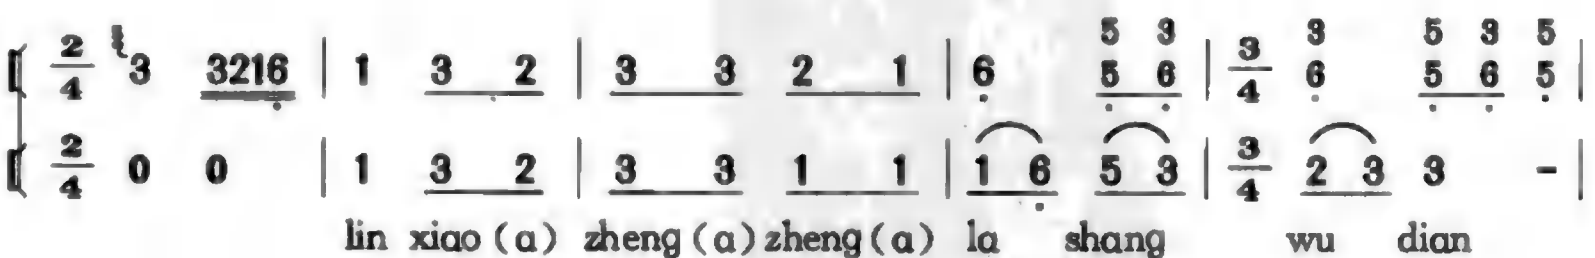 2/4 3 3216 | 1 3 2 | 3 3 2 1 | 6 5 3 / 5 6 | 3/4 3 / 6 5 3 5 / 5 6 5 |
2/4 0 0 | 1 3 2 | 3 3 1 1 | 1 6 5 3 | 3/4 2 3 3 - |
lin xiao (a) zheng (a) zheng (a) la shang wu dian